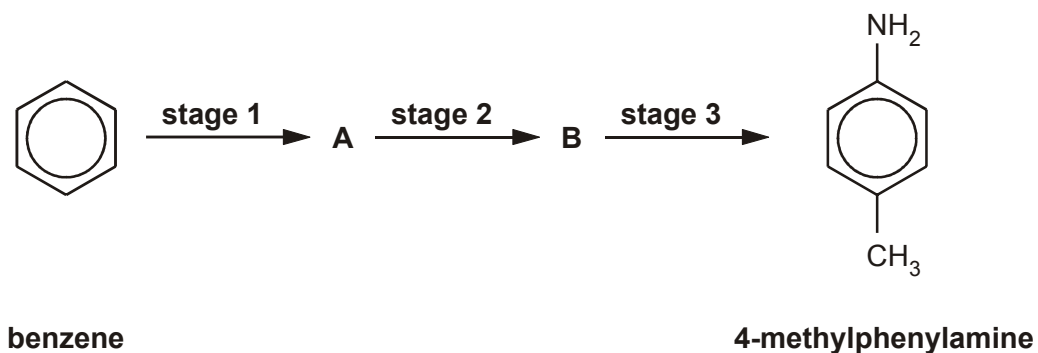 NH₂
stage 1 A stage 2 B stage 3
CH₃
benzene 4-methylphenylamine